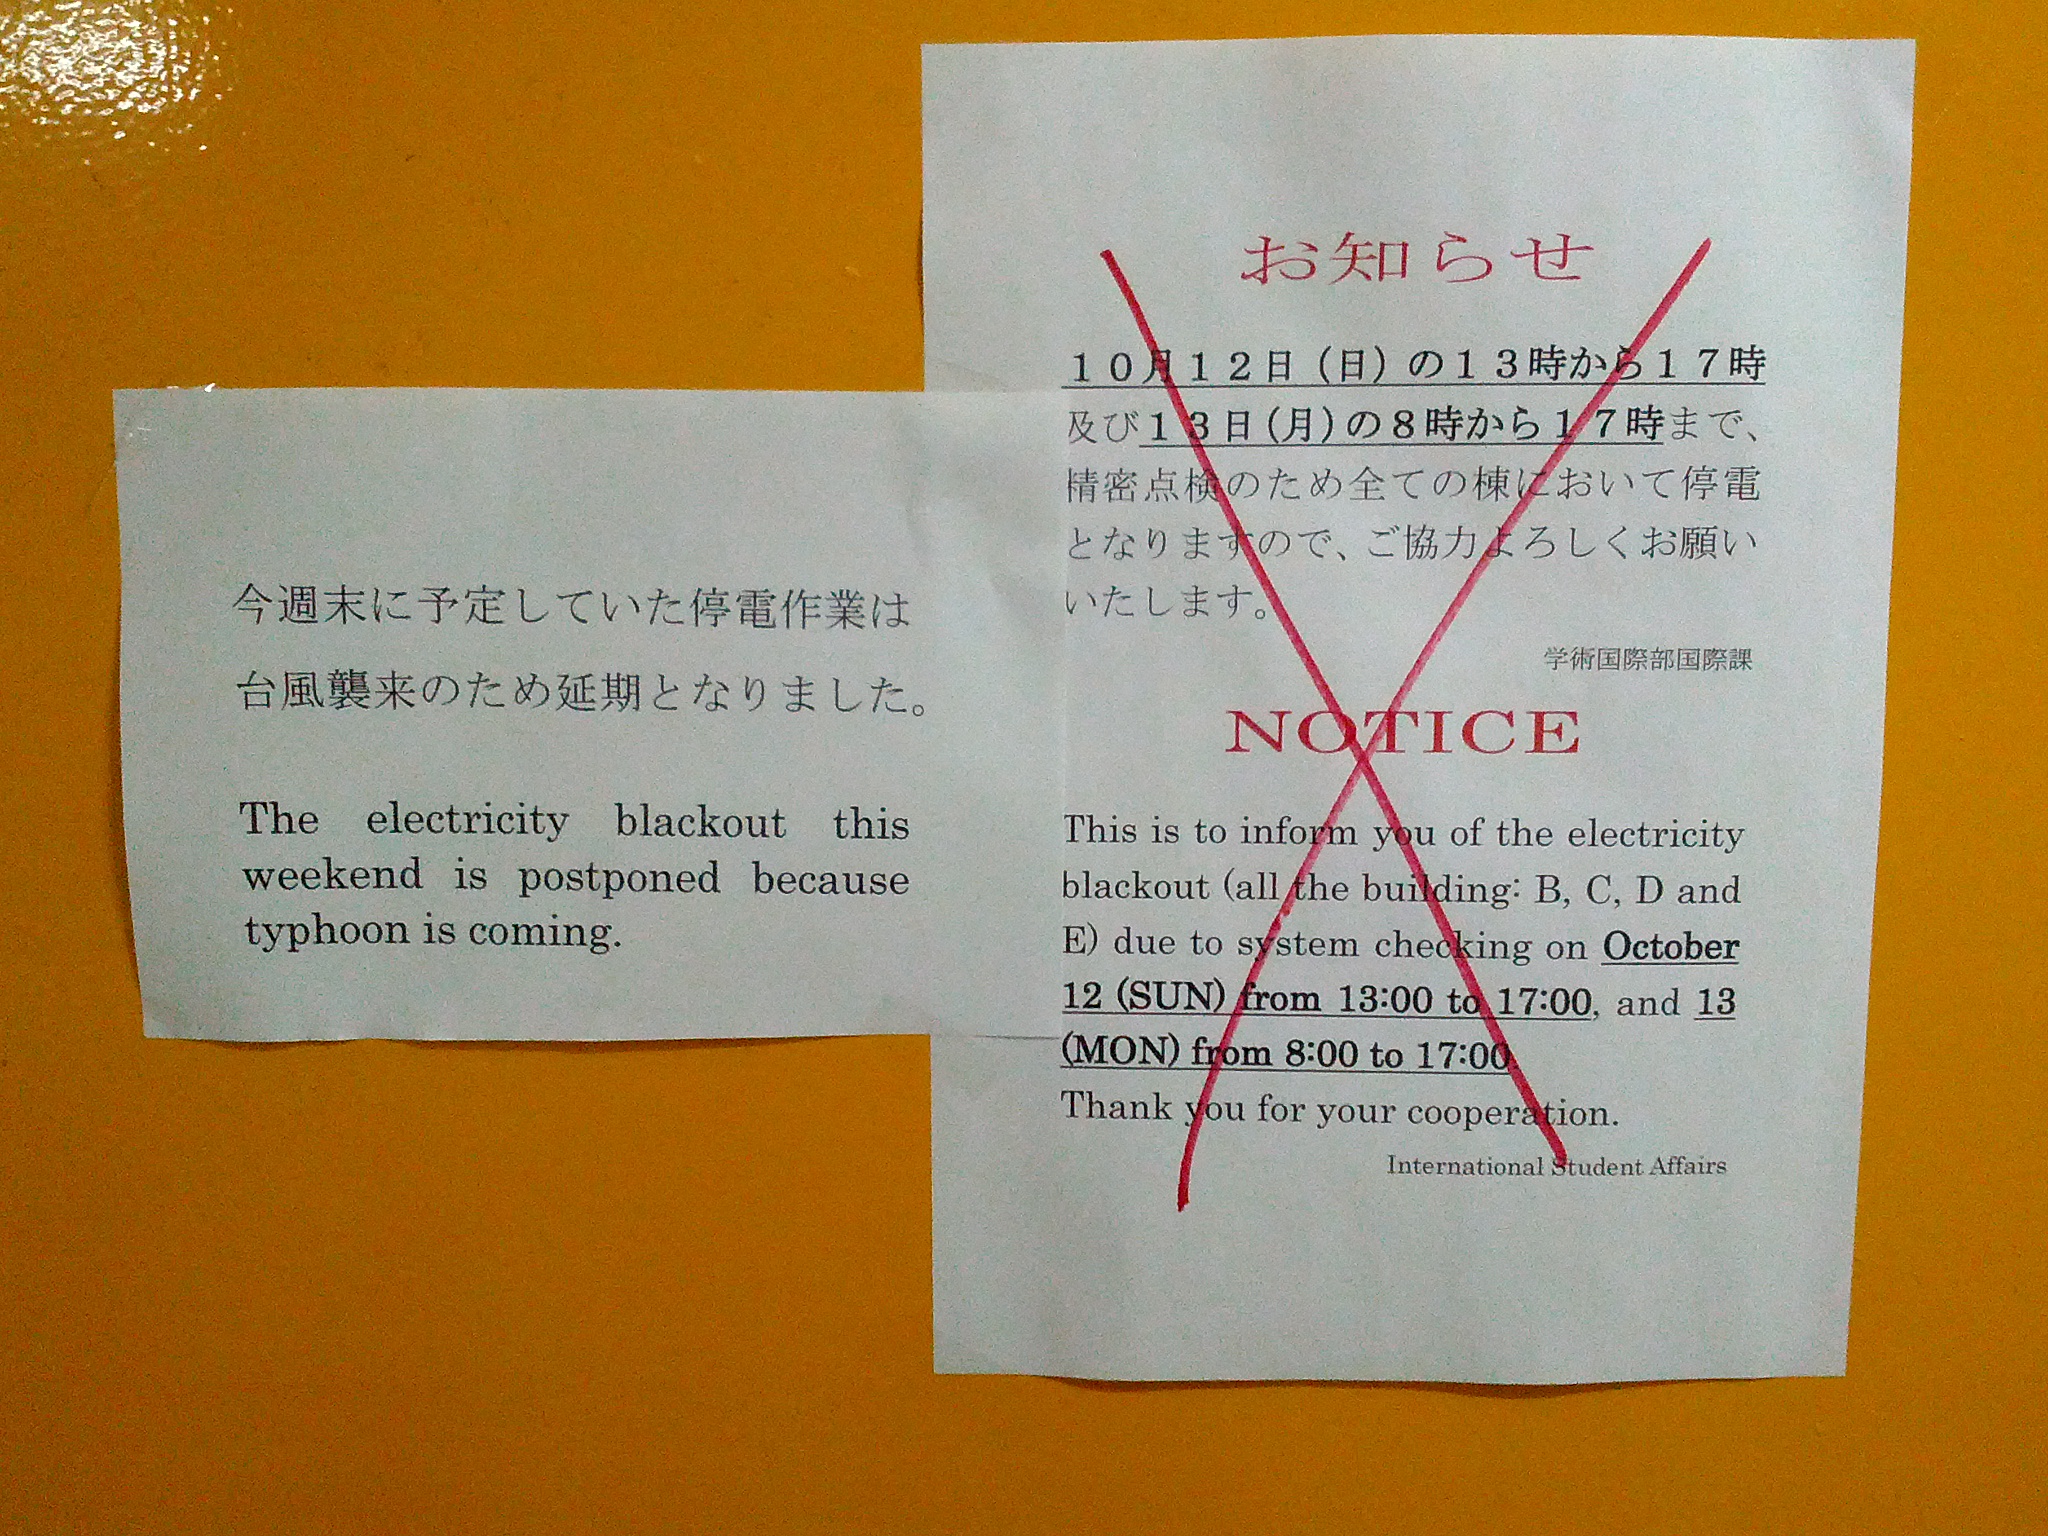 今週末に予定していた停電作業は
台風襲来のため延期となりました。
The electricity blackout this
weekend is postponed because
typhoon is coming.
お知らせ
１０月１２日（日）の１３時から１７時
及び１３日（月）の８時から１７時まで、
精密点検のため全ての棟において停電
となりますので、ご協力よろしくお願い
いたします。
学術国際部国際課
NOTICE
This is to inform you of the electricity
blackout (all the building: B, C, D and
E) due to system checking on October
12 (SUN) from 13:00 to 17:00, and 13
(MON) from 8:00 to 17:00.
Thank you for your cooperation.
International Student Affairs